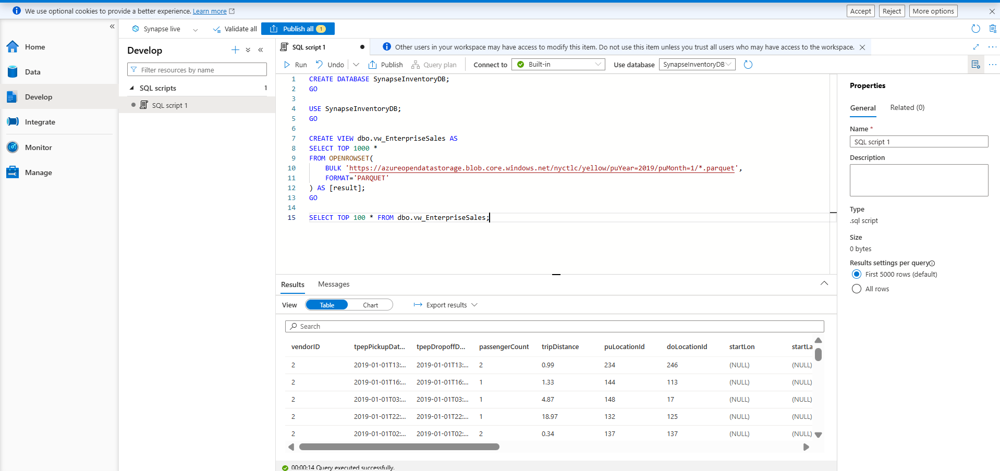 We use optional cookies to provide a better experience. Learn more
Accept
Reject
More options
Synapse live
Validate all
Publish all 1
Home
Data
Develop
Integrate
Monitor
Manage
Develop
Filter resources by name
SQL scripts 1
SQL script 1
SQL script 1
Other users in your workspace may have access to modify this item. Do not use this item unless you trust all users who may have access to the workspace.
Run
Undo
Publish
Query plan
Connect to
Built-in
Use database
SynapseInventoryDB
1 CREATE DATABASE SynapseInventoryDB;
2 GO
3
4 USE SynapseInventoryDB;
5 GO
6
7 CREATE VIEW dbo.vw_EnterpriseSales AS
8 SELECT TOP 1000 *
9 FROM OPENROWSET(
10 BULK 'https://azureopendatastorage.blob.core.windows.net/nyctlc/yellow/puYear=2019/puMonth=1/*.parquet',
11 FORMAT='PARQUET'
12 ) AS [result];
13 GO
14
15 SELECT TOP 100 * FROM dbo.vw_EnterpriseSales;
Results
Messages
View
Table
Chart
Export results
Search
vendorID tpepPickupDat... tpepDropoffD... passengerCount tripDistance puLocationId doLocationId startLon startLa
2 2019-01-01T13:... 2019-01-01T13:... 2 0.99 234 246 (NULL) (NULL)
2 2019-01-01T16:... 2019-01-01T16:... 1 1.33 144 113 (NULL) (NULL)
2 2019-01-01T03:... 2019-01-01T03:... 1 4.87 148 17 (NULL) (NULL)
2 2019-01-01T22:... 2019-01-01T22:... 1 18.97 132 125 (NULL) (NULL)
2 2019-01-01T02:... 2019-01-01T02:... 2 0.34 137 137 (NULL) (NULL)
00:00:14 Query executed successfully.
Properties
General
Related (0)
Name *
SQL script 1
Description
Type
.sql script
Size
0 bytes
Results settings per query
First 5000 rows (default)
All rows